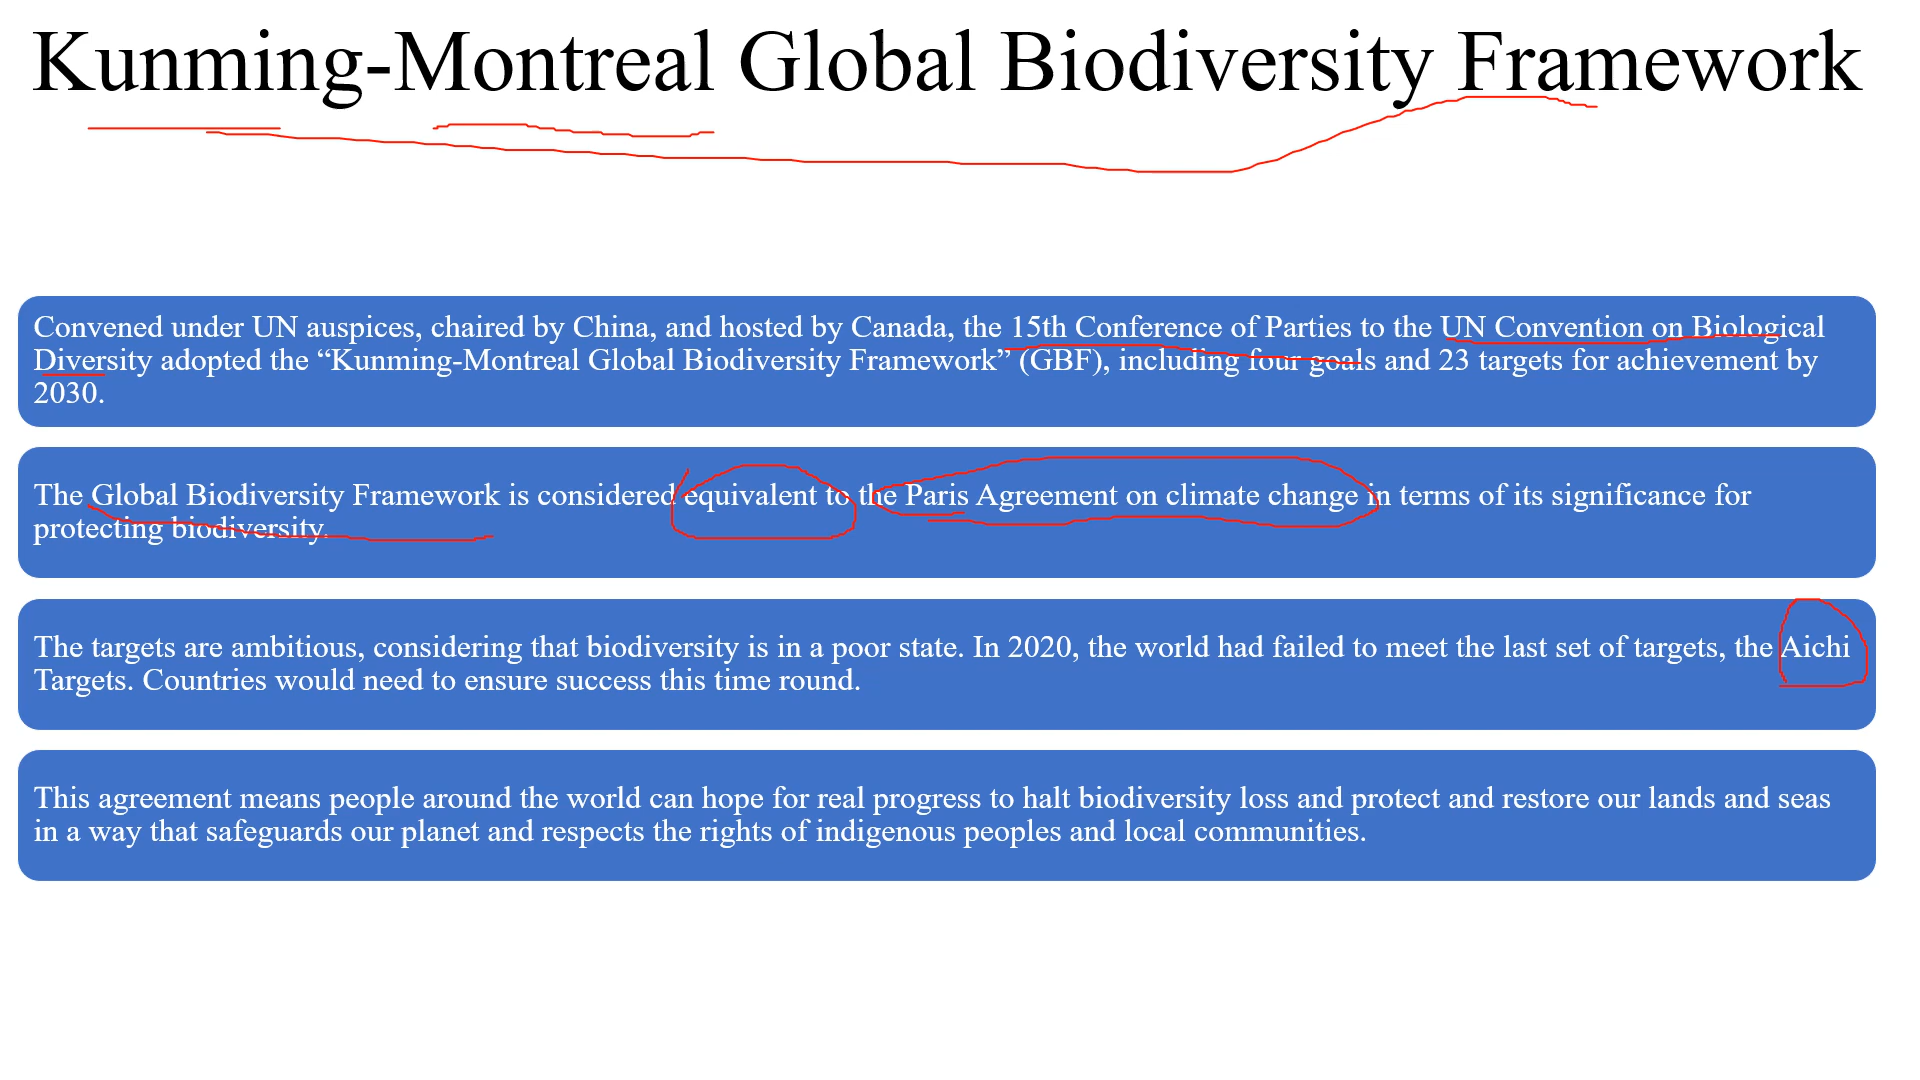 Kunming-Montreal Global Biodiversity Framework
Convened under UN auspices, chaired by China, and hosted by Canada, the 15th Conference of Parties to the UN Convention on Biological
Diversity adopted the “Kunming-Montreal Global Biodiversity Framework” (GBF), including four goals and 23 targets for achievement by
2030.
The Global Biodiversity Framework is considered equivalent to the Paris Agreement on climate change in terms of its significance for
protecting biodiversity.
The targets are ambitious, considering that biodiversity is in a poor state. In 2020, the world had failed to meet the last set of targets, the Aichi
Targets. Countries would need to ensure success this time round.
This agreement means people around the world can hope for real progress to halt biodiversity loss and protect and restore our lands and seas
in a way that safeguards our planet and respects the rights of indigenous peoples and local communities.